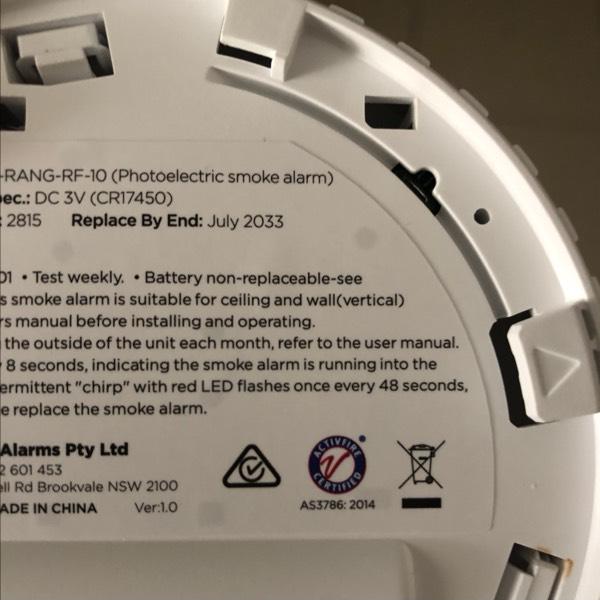 -RANG-RF-10 (Photoelectric smoke alarm)
ec.: DC 3V (CR17450)
: 2815 Replace By End: July 2033
01 • Test weekly. • Battery non-replaceable-see
s smoke alarm is suitable for ceiling and wall(vertical)
rs manual before installing and operating.
the outside of the unit each month, refer to the user manual.
8 seconds, indicating the smoke alarm is running into the
ermittent "chirp" with red LED flashes once every 48 seconds,
e replace the smoke alarm.
Alarms Pty Ltd
2 601 453
ell Rd Brookvale NSW 2100
ADE IN CHINA Ver:1.0
ACTIVFIRE
CERTIFIED
AS3786: 2014